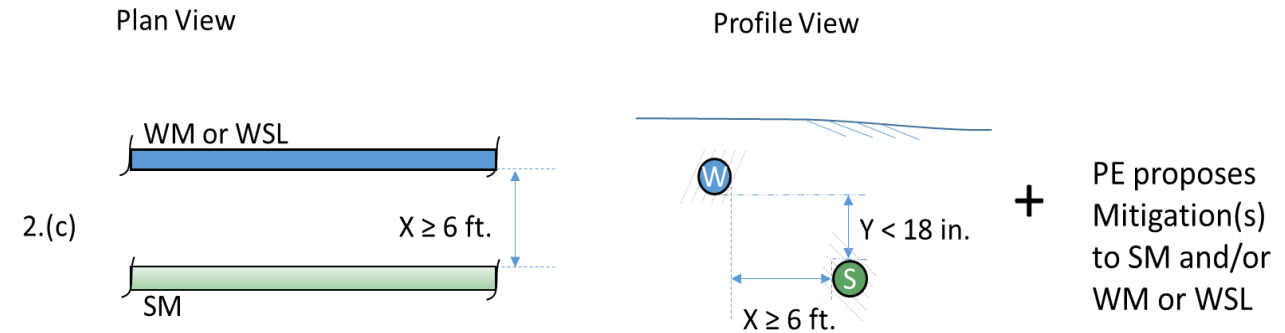 Plan View
Profile View
WM or WSL
2.(c)
X ≥ 6 ft.
SM
W
Y < 18 in.
S
X ≥ 6 ft.
+
PE proposes
Mitigation(s)
to SM and/or
WM or WSL